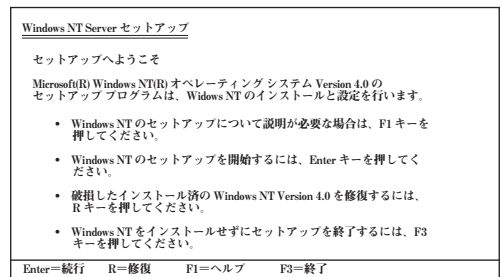 Windows NT Server セットアップ
セットアップへようこそ
Microsoft(R) Windows NT(R) オペレーティング システム Version 4.0 の
セットアップ プログラムは、Widows NT のインストールと設定を行います。
• Windows NT のセットアップについて説明が必要な場合は、F1 キーを
押してください。
• Windows NT のセットアップを開始するには、Enter キーを押してく
ださい。
• 破損したインストール済の Windows NT Version 4.0 を修復するには、
R キーを押してください。
• Windows NT をインストールせずにセットアップを終了するには、F3
キーを押してください。
Enter=続行 R=修復 F1=ヘルプ F3=終了